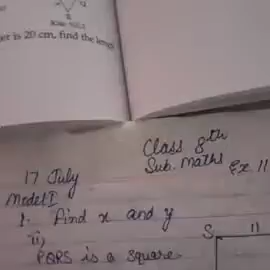 et is 20 cm, find the leng
Class 8th
Sub. Maths
Ex. 11
17 July
Model I
1. Find x and y
ii)
PQRS is a square.
S
11